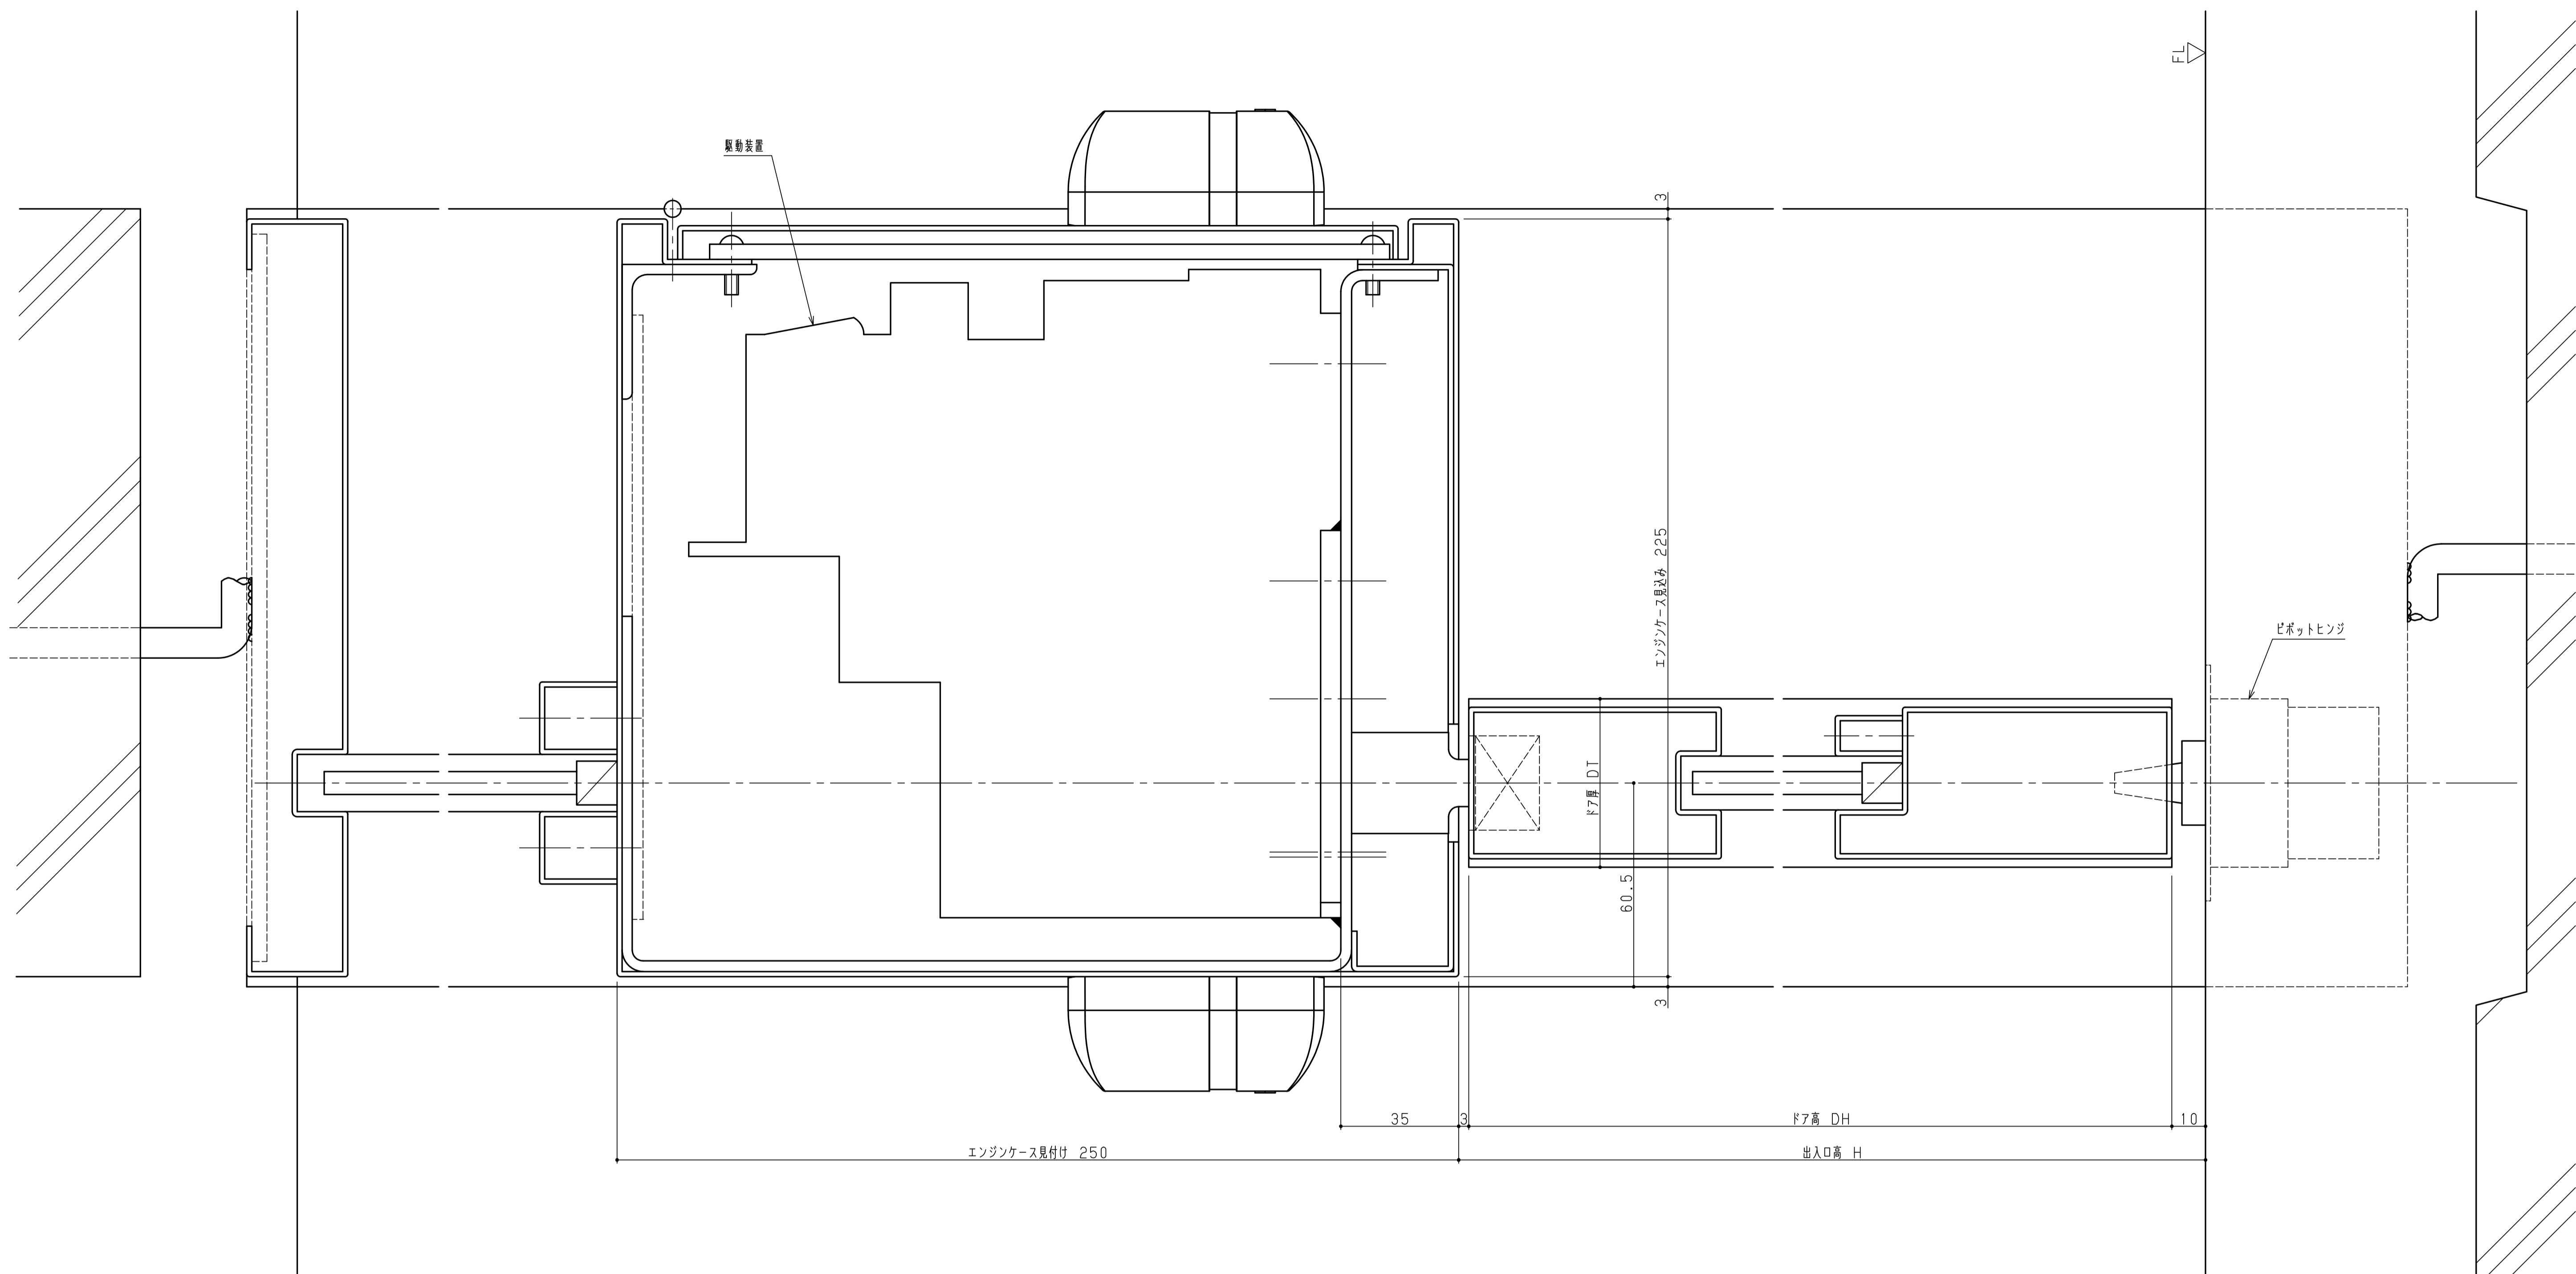 FL
駆動装置
3
エンジンケース見込み 225
ピボットヒンジ
ドア厚 DT
60.5
3
35
3
ドア高 DH
10
エンジンケース見付け 250
出入口高 H